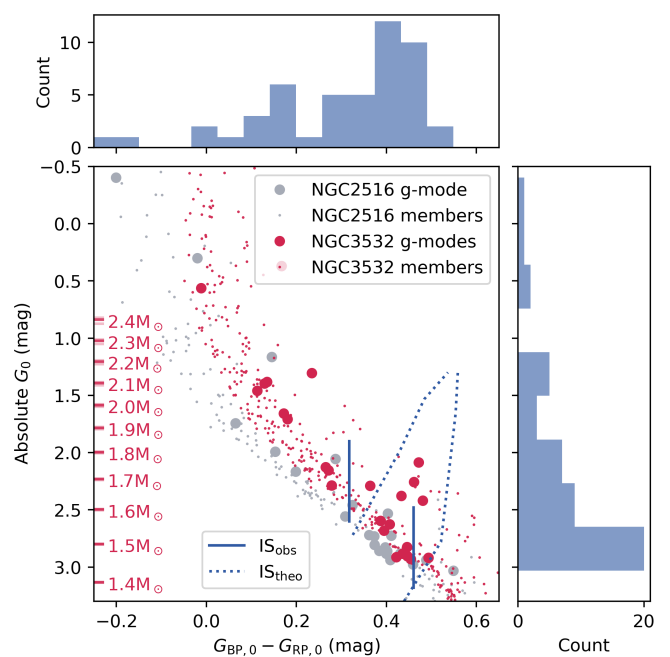 10
5
0
Count
−0.5
0.0
0.5
1.0
1.5
2.0
2.5
3.0
Absolute G0 (mag)
NGC2516 g-mode
NGC2516 members
NGC3532 g-modes
NGC3532 members
2.4M⊙
2.3M⊙
2.2M⊙
2.1M⊙
2.0M⊙
1.9M⊙
1.8M⊙
1.7M⊙
1.6M⊙
1.5M⊙
1.4M⊙
ISobs
IStheo
−0.2 0.0 0.2 0.4 0.6
GBP, 0 − GRP, 0 (mag)
0 20
Count